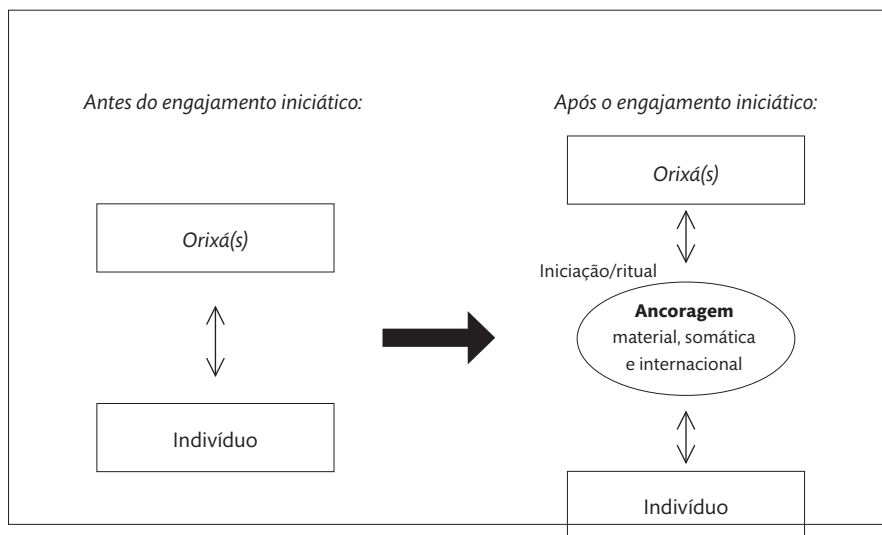 Antes do engajamento iniciático:
Orixá(s)
Indivíduo
Após o engajamento iniciático:
Orixá(s)
Iniciação/ritual
Ancoragem
material, somática
e internacional
Indivíduo